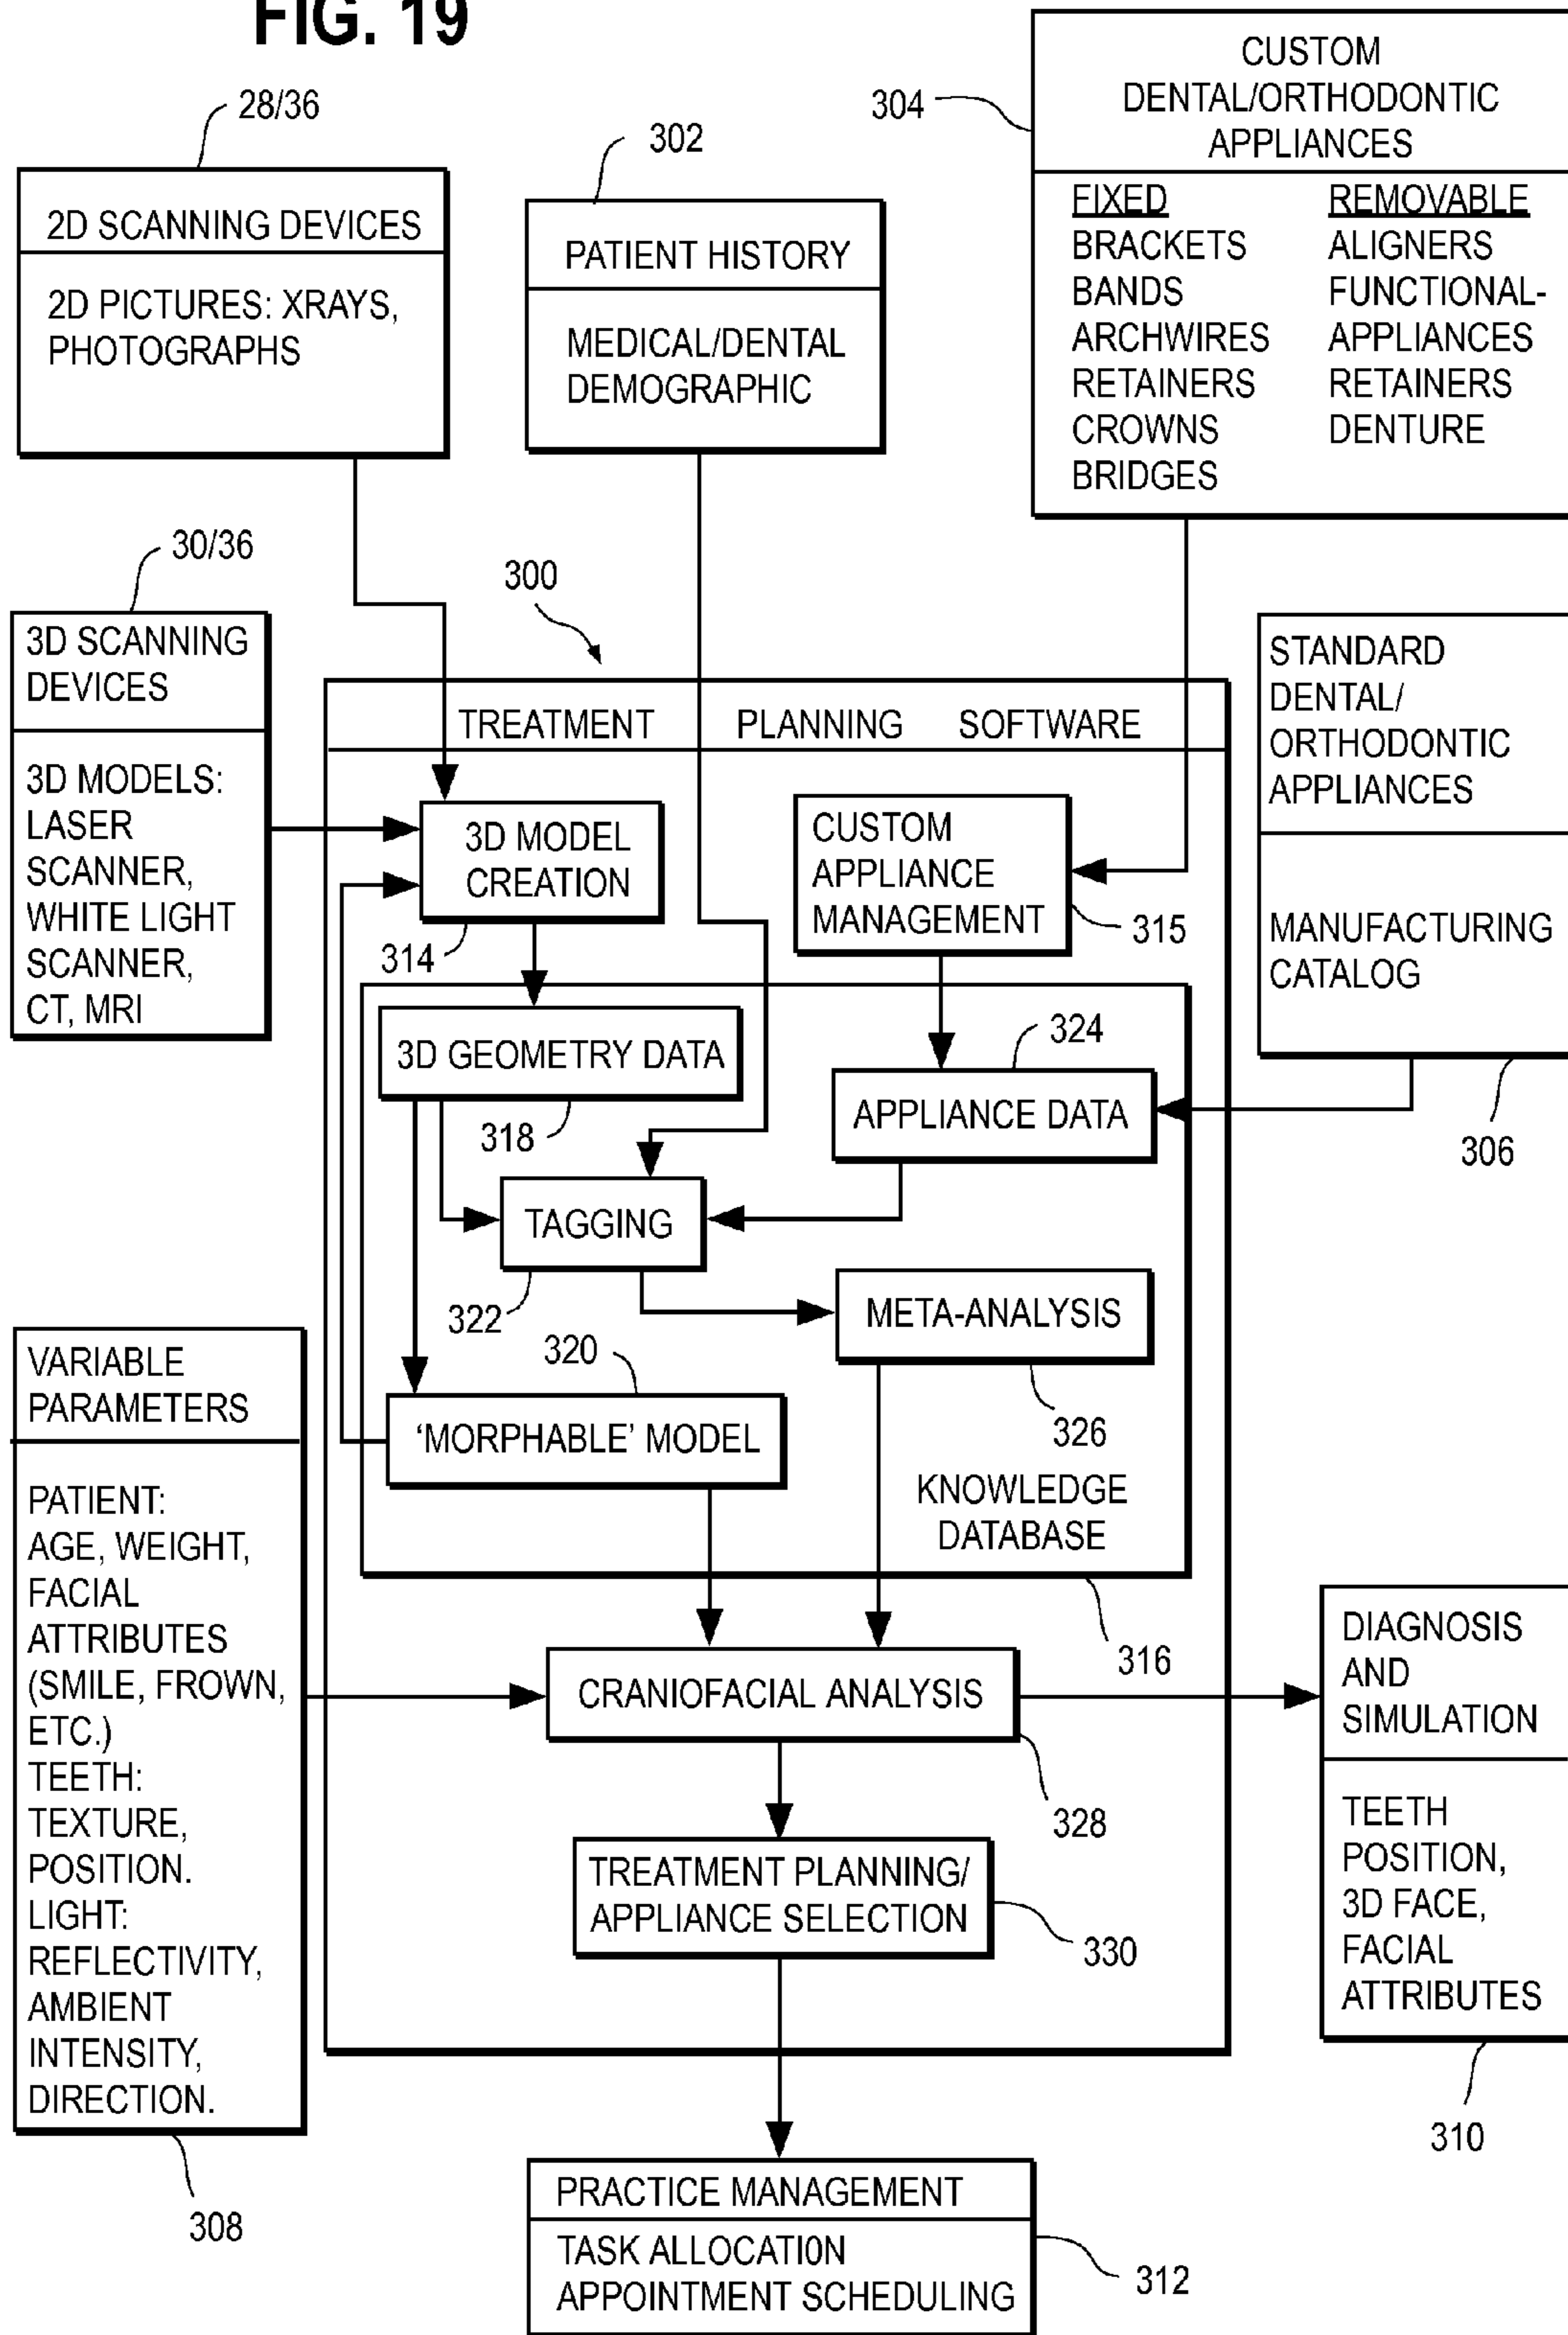 FIG. 19
28/36
2D SCANNING DEVICES
2D PICTURES: XRAYS,
PHOTOGRAPHS
302
PATIENT HISTORY
MEDICAL/DENTAL
DEMOGRAPHIC
304
CUSTOM
DENTAL/ORTHODONTIC
APPLIANCES
FIXED
BRACKETS
BANDS
ARCHWIRES
RETAINERS
CROWNS
BRIDGES
REMOVABLE
ALIGNERS
FUNCTIONAL-
APPLIANCES
RETAINERS
DENTURE
30/36
3D SCANNING
DEVICES
3D MODELS:
LASER
SCANNER,
WHITE LIGHT
SCANNER,
CT, MRI
300
TREATMENT PLANNING SOFTWARE
3D MODEL
CREATION
314
CUSTOM
APPLIANCE
MANAGEMENT
315
STANDARD
DENTAL/
ORTHODONTIC
APPLIANCES
MANUFACTURING
CATALOG
306
3D GEOMETRY DATA
318
324
APPLIANCE DATA
TAGGING
322
META-ANALYSIS
326
320
'MORPHABLE' MODEL
KNOWLEDGE
DATABASE
316
VARIABLE
PARAMETERS
PATIENT:
AGE, WEIGHT,
FACIAL
ATTRIBUTES
(SMILE, FROWN,
ETC.)
TEETH:
TEXTURE,
POSITION.
LIGHT:
REFLECTIVITY,
AMBIENT
INTENSITY,
DIRECTION.
308
CRANIOFACIAL ANALYSIS
328
TREATMENT PLANNING/
APPLIANCE SELECTION
330
DIAGNOSIS
AND
SIMULATION
TEETH
POSITION,
3D FACE,
FACIAL
ATTRIBUTES
310
PRACTICE MANAGEMENT
TASK ALLOCATION
APPOINTMENT SCHEDULING
312